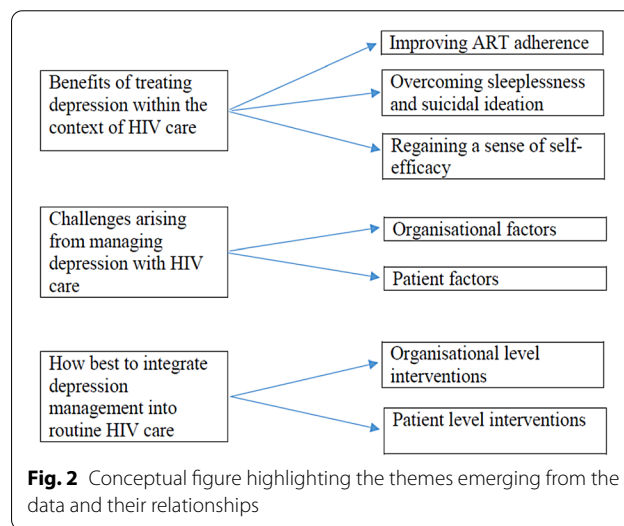 Benefits of treating
depression within the
context of HIV care
Improving ART adherence
Overcoming sleeplessness
and suicidal ideation
Regaining a sense of self-
efficacy
Challenges arising
from managing
depression with HIV
care
Organisational factors
Patient factors
How best to integrate
depression
management into
routine HIV care
Organisational level
interventions
Patient level interventions
Fig. 2 Conceptual figure highlighting the themes emerging from the
data and their relationships